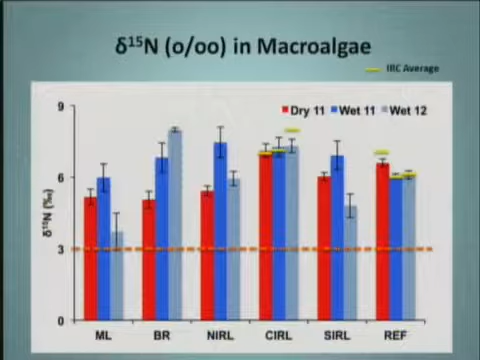 δ¹⁵N (o/oo) in Macroalgae
IRC Average
Dry 11 Wet 11 Wet 12
9
6
3
0
δ¹⁵N (‰)
ML BR NIRL CIRL SIRL REF